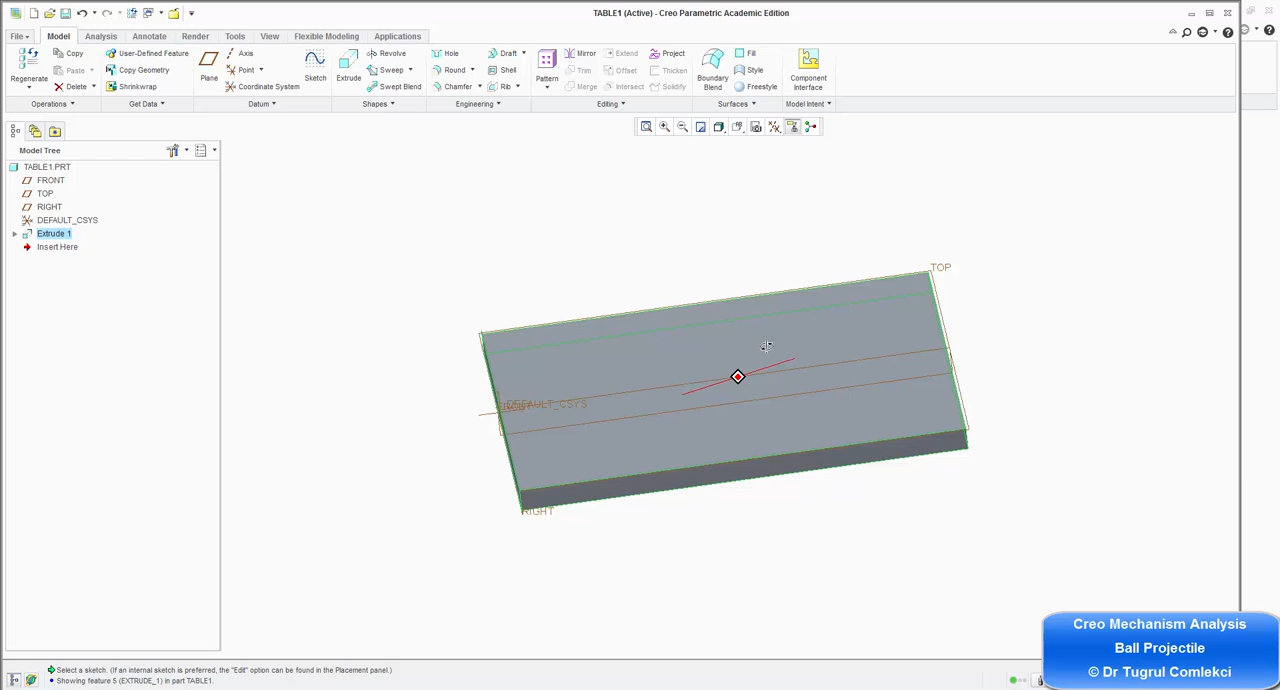 TABLE1 (Active) - Creo Parametric Academic Edition
File Model Analysis Annotate Render Tools View Flexible Modeling Applications
Regenerate Copy Paste Delete User-Defined Feature Copy Geometry Shrinkwrap Plane Axis Point Coordinate System Sketch Extrude Revolve Sweep Swept Blend Hole Round Chamfer Draft Shell Rib Pattern Mirror Trim Merge Extend Offset Intersect Project Thicken Solidify Boundary Blend Fill Style Freestyle Component Interface
Operations Get Data Datum Shapes Engineering Editing Surfaces Model Intent
Model Tree
TABLE1.PRT
FRONT
TOP
RIGHT
DEFAULT_CSYS
Extrude 1
Insert Here
TOP
DEFAULT_CSYS
RIGHT
Creo Mechanism Analysis
Ball Projectile
© Dr Tugrul Comlekci
Select a sketch. (If an internal sketch is preferred, the "Edit" option can be found in the Placement panel.)
Showing feature 5 (EXTRUDE_1) in part TABLE1.